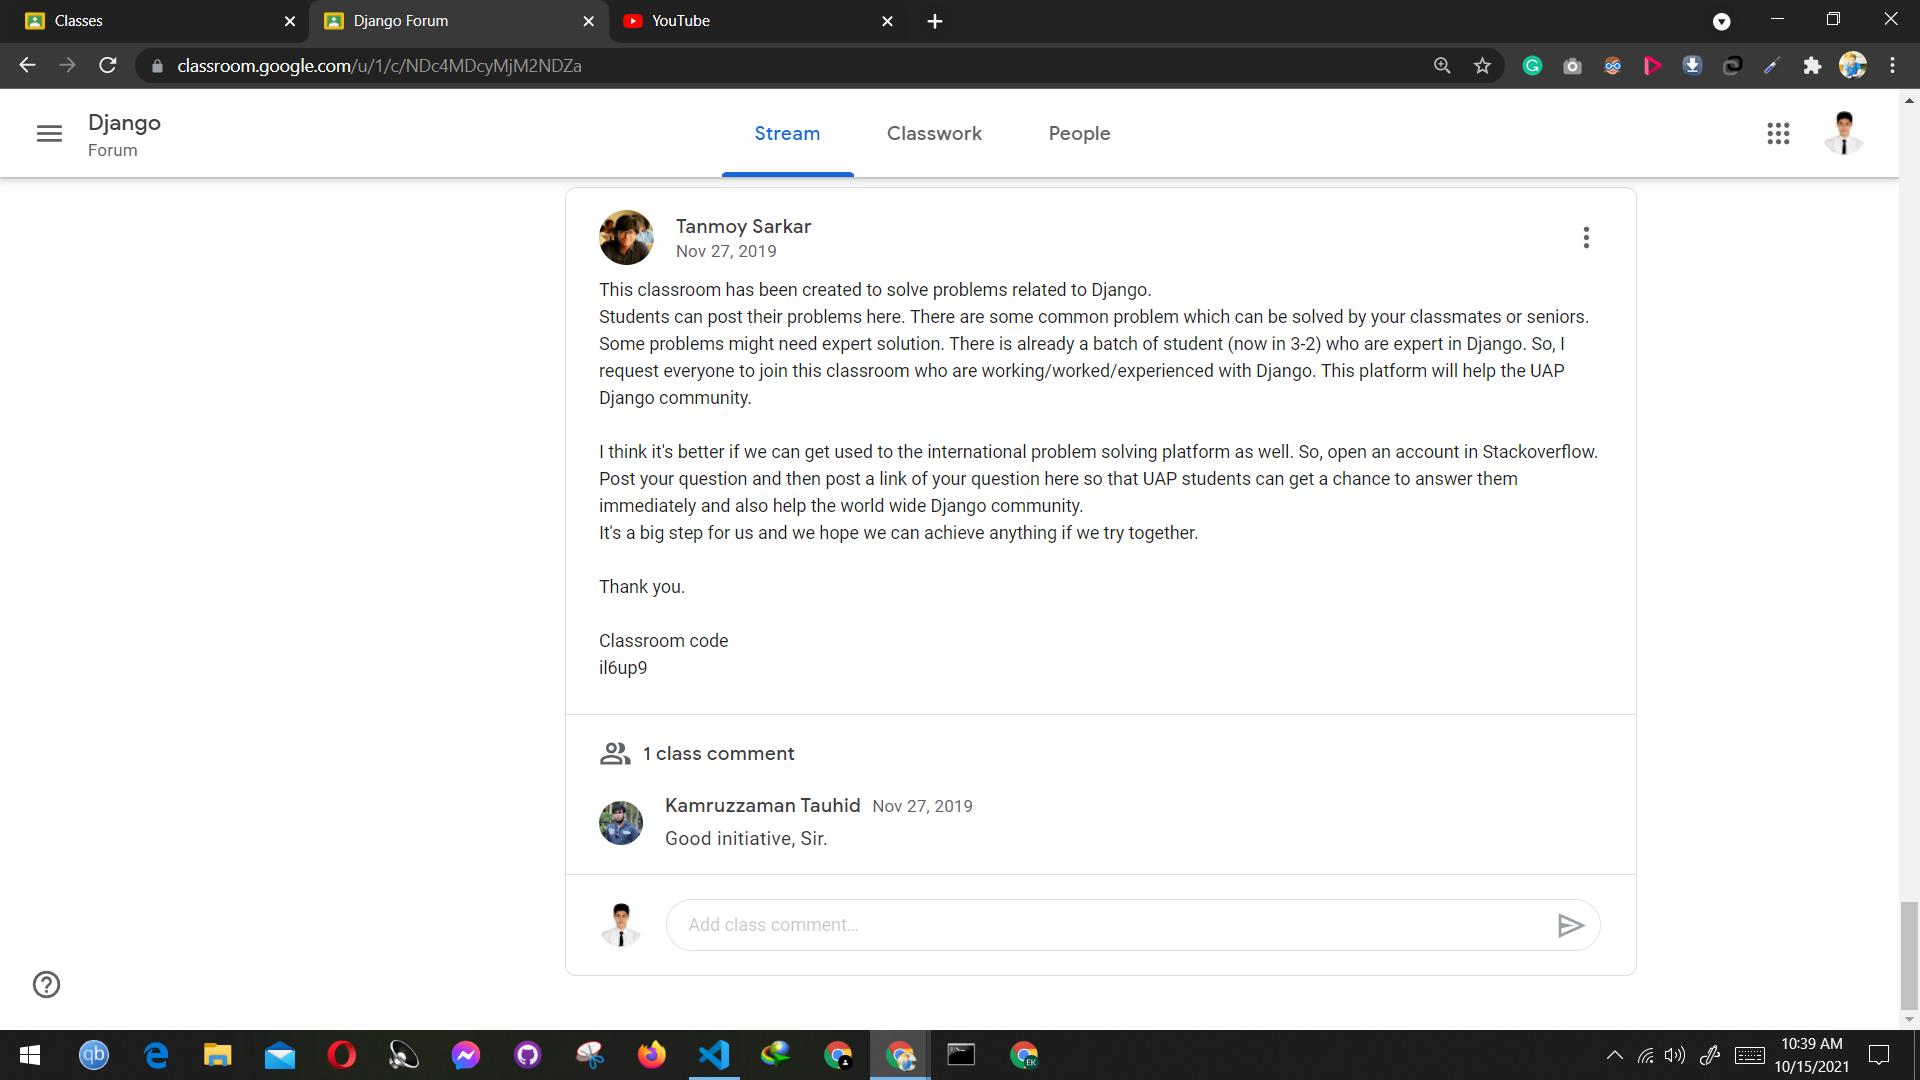 Classes
Django Forum
YouTube
classroom.google.com/u/1/c/NDc4MDcyMjM2NDZa
Django
Forum
Stream
Classwork
People
Tanmoy Sarkar
Nov 27, 2019
This classroom has been created to solve problems related to Django.
Students can post their problems here. There are some common problem which can be solved by your classmates or seniors.
Some problems might need expert solution. There is already a batch of student (now in 3-2) who are expert in Django. So, I
request everyone to join this classroom who are working/worked/experienced with Django. This platform will help the UAP
Django community.
I think it's better if we can get used to the international problem solving platform as well. So, open an account in Stackoverflow.
Post your question and then post a link of your question here so that UAP students can get a chance to answer them
immediately and also help the world wide Django community.
It's a big step for us and we hope we can achieve anything if we try together.
Thank you.
Classroom code
il6up9
1 class comment
Kamruzzaman Tauhid Nov 27, 2019
Good initiative, Sir.
Add class comment...
qb
EK
10:39 AM
10/15/2021